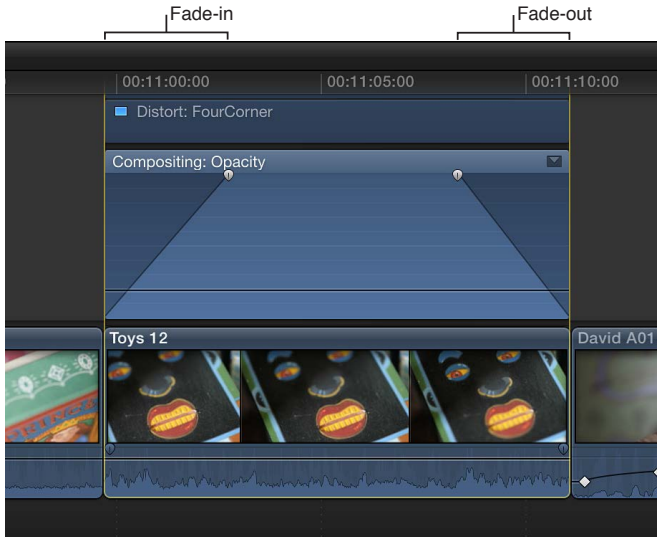 Fade-in
Fade-out
00:11:00:00
00:11:05:00
00:11:10:00
Distort: FourCorner
Compositing: Opacity
Toys 12
David A01